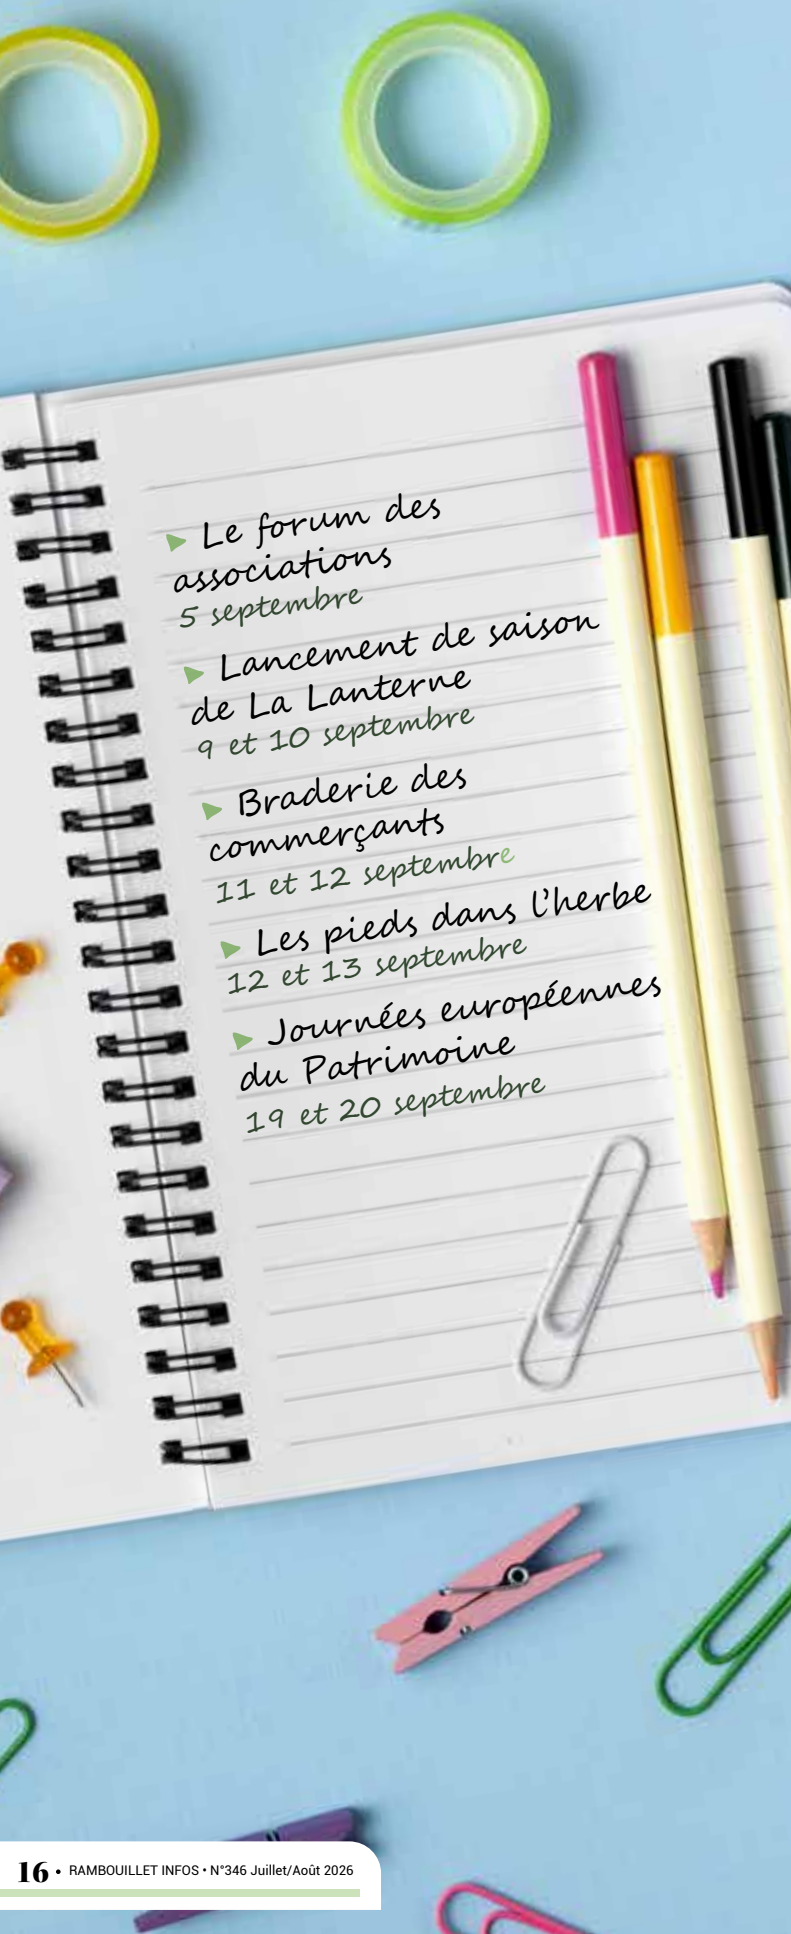 ▶ Le forum des
associations
5 septembre
▶ Lancement de saison
de La Lanterne
9 et 10 septembre
▶ Braderie des
commerçants
11 et 12 septembre
▶ Les pieds dans l'herbe
12 et 13 septembre
▶ Journées européennes
du Patrimoine
19 et 20 septembre
16 • RAMBOUILLET INFOS • N°346 Juillet/Août 2026